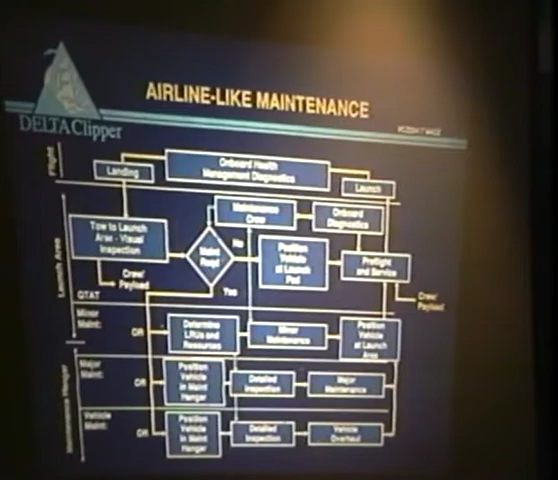 AIRLINE-LIKE MAINTENANCE
DELTA Clipper
Flight
Landing
Onboard Health
Management Diagnostics
Launch
Launch Area
Tow to Launch
Area - Visual
Inspection
Maintenance
Crew
Onboard
Diagnostics
Maint
Reqd
No
Yes
Position
Vehicle
at Launch
Pad
Preflight
and Service
Crew/
Payload
Crew/
Payload
GTAT
Minor
Maint:
OR
Determine
LRUs and
Resources
Minor
Maintenance
Position
Vehicle
at Launch
Area
Maintenance Hangar
Major
Maint:
OR
Position
Vehicle
in Maint
Hangar
Detailed
Inspection
Major
Maintenance
Vehicle
Maint:
OR
Position
Vehicle
in Maint
Hangar
Detailed
Inspection
Vehicle
Overhaul